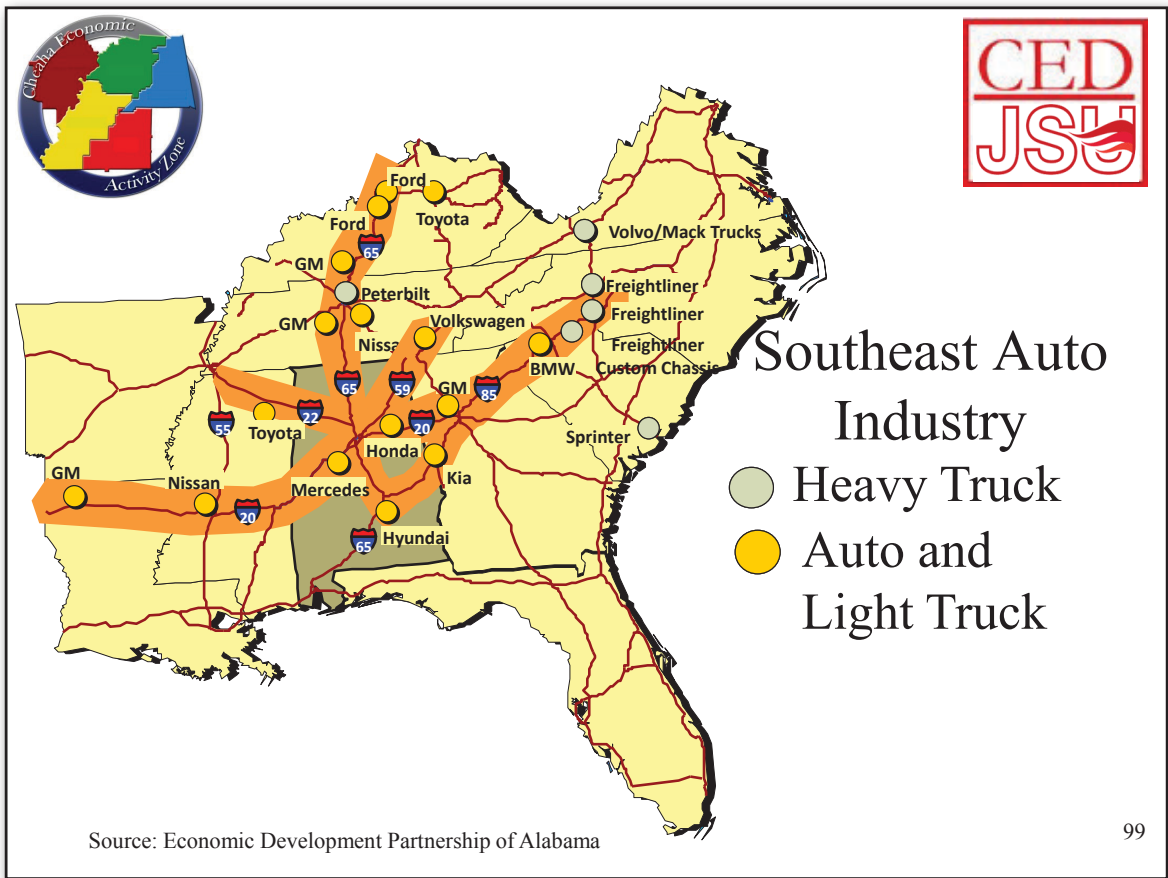 Chcaha Economic
Activity Zone
CED
JSU
Ford
Toyota
Ford
65
Volvo/Mack Trucks
GM
Peterbilt
Freightliner
GM
Nissa
Volkswagen
Freightliner
Freightliner
Custom Chassis
BMW
65
59
GM
85
22
20
55
Toyota
Honda
Sprinter
GM
Nissan
Mercedes
Kia
20
Hyundai
65
Southeast Auto
Industry
Heavy Truck
Auto and
Light Truck
Source: Economic Development Partnership of Alabama
99